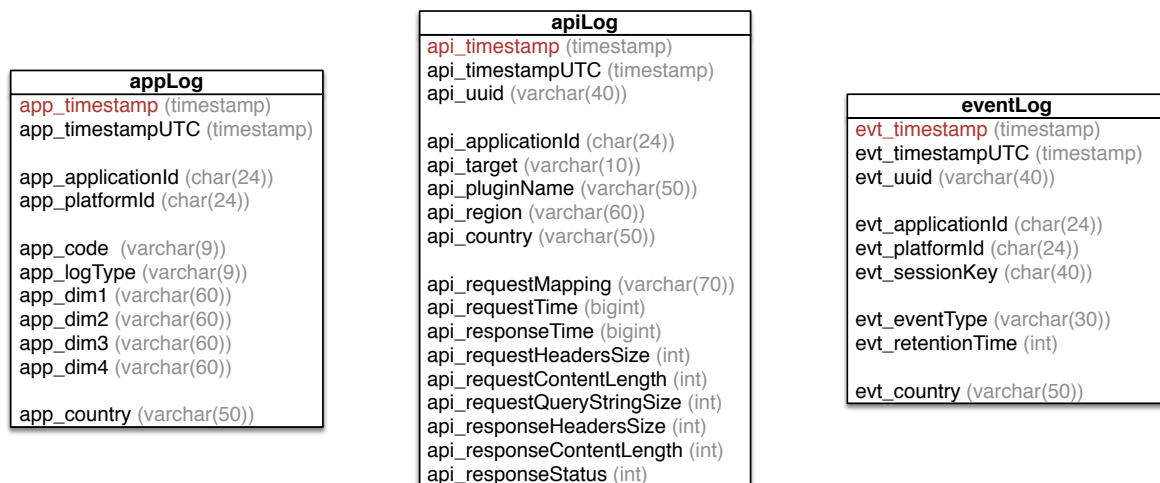 appLog
app_timestamp (timestamp)
app_timestampUTC (timestamp)
app_applicationId (char(24))
app_platformId (char(24))
app_code (varchar(9))
app_logType (varchar(9))
app_dim1 (varchar(60))
app_dim2 (varchar(60))
app_dim3 (varchar(60))
app_dim4 (varchar(60))
app_country (varchar(50))
apiLog
api_timestamp (timestamp)
api_timestampUTC (timestamp)
api_uuid (varchar(40))
api_applicationId (char(24))
api_target (varchar(10))
api_pluginName (varchar(50))
api_region (varchar(60))
api_country (varchar(50))
api_requestMapping (varchar(70))
api_requestTime (bigint)
api_responseTime (bigint)
api_requestHeadersSize (int)
api_requestContentLength (int)
api_requestQueryStringSize (int)
api_responseHeadersSize (int)
api_responseContentLength (int)
api_responseStatus (int)
eventLog
evt_timestamp (timestamp)
evt_timestampUTC (timestamp)
evt_uuid (varchar(40))
evt_applicationId (char(24))
evt_platformId (char(24))
evt_sessionKey (char(40))
evt_eventType (varchar(30))
evt_retentionTime (int)
evt_country (varchar(50))